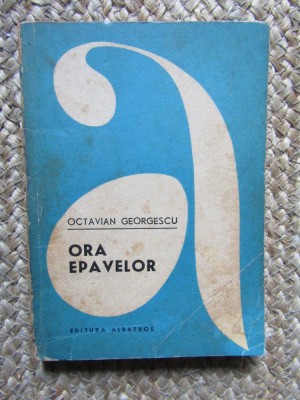 OCTAVIAN GEORGESCU
ORA
EPAVELOR
EDITURA ALBATROS